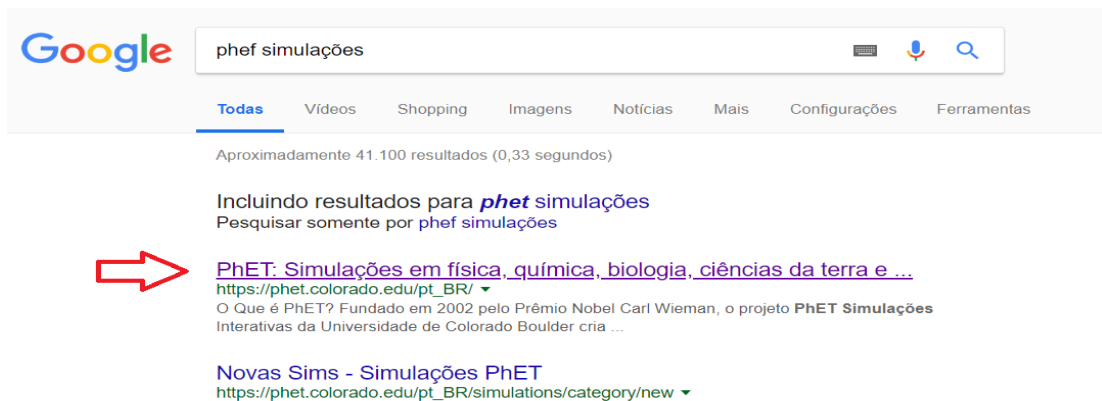 Google
phef simulações
Todas Vídeos Shopping Imagens Notícias Mais Configurações Ferramentas
Aproximadamente 41.100 resultados (0,33 segundos)
Incluindo resultados para phet simulações
Pesquisar somente por phef simulações
PhET: Simulações em física, química, biologia, ciências da terra e ...
https://phet.colorado.edu/pt_BR/
O Que é PhET? Fundado em 2002 pelo Prêmio Nobel Carl Wieman, o projeto PhET Simulações
Interativas da Universidade de Colorado Boulder cria ...
Novas Sims - Simulações PhET
https://phet.colorado.edu/pt_BR/simulations/category/new